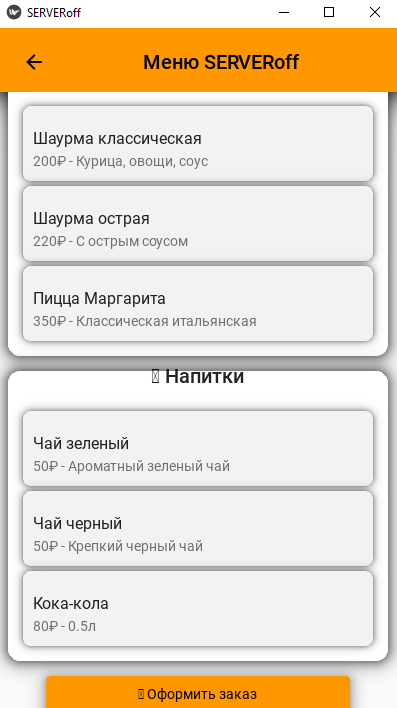 SERVERoff
Меню SERVERoff
Шаурма классическая
200₽ - Курица, овощи, соус
Шаурма острая
220₽ - С острым соусом
Пицца Маргарита
350₽ - Классическая итальянская
Напитки
Чай зеленый
50₽ - Ароматный зеленый чай
Чай черный
50₽ - Крепкий черный чай
Кока-кола
80₽ - 0.5л
Оформить заказ